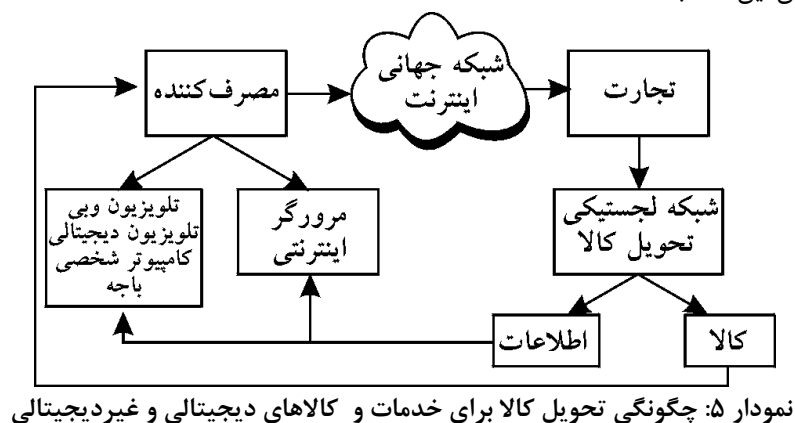 مصرف‌کننده
شبکه جهانی
اینترنت
تجارت
تلویزیون وبی
تلویزیون دیجیتالی
کامپیوتر شخصی
باجه
مرورگر
اینترنتی
شبکه لجستیکی
تحویل کالا
اطلاعات
کالا
نمودار ۵: چگونگی تحویل کالا برای خدمات و کالاهای دیجیتالی و غیردیجیتالی